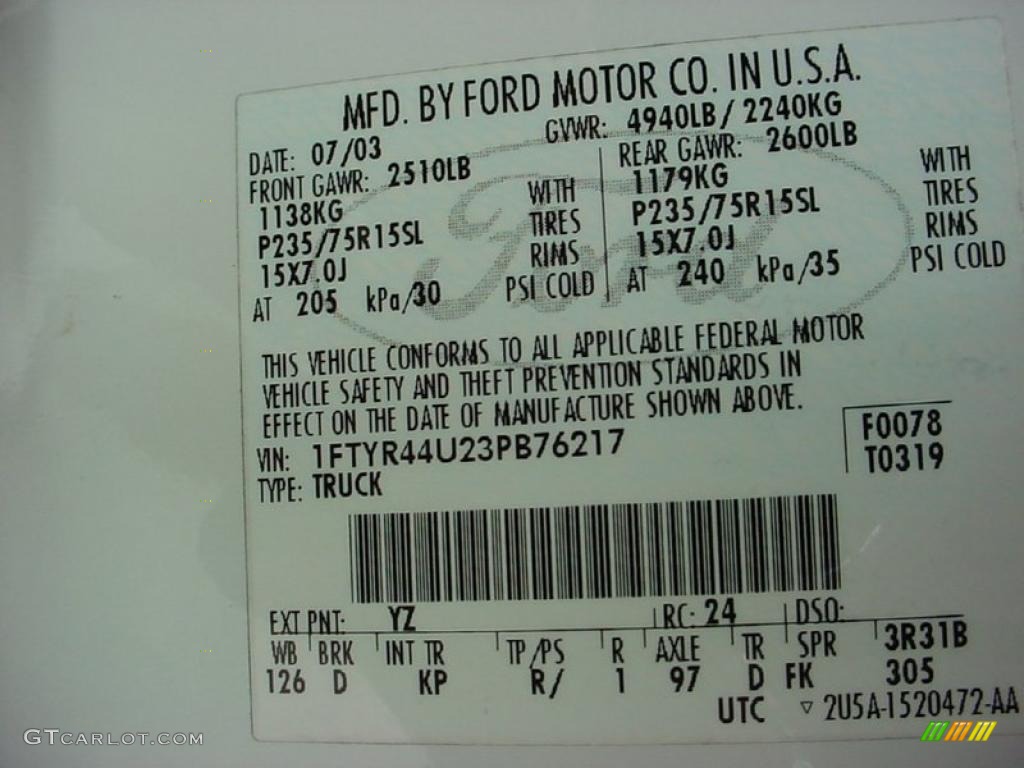 MFD. BY FORD MOTOR CO. IN U.S.A.
DATE: 07/03 GVWR: 4940LB / 2240KG
FRONT GAWR: 2510LB REAR GAWR: 2600LB
1138KG WITH 1179KG WITH
P235/75R15SL TIRES P235/75R15SL TIRES
15X7.0J RIMS 15X7.0J RIMS
AT 205 kPa/30 PSI COLD AT 240 kPa/35 PSI COLD
Ford
THIS VEHICLE CONFORMS TO ALL APPLICABLE FEDERAL MOTOR
VEHICLE SAFETY AND THEFT PREVENTION STANDARDS IN
EFFECT ON THE DATE OF MANUFACTURE SHOWN ABOVE.
VIN: 1FTYR44U23PB76217 F0078
TYPE: TRUCK T0319
EXT PNT: YZ RC: 24 DSO:
WB BRK INT TR TP/PS R AXLE TR SPR 3R31B
126 D KP R/ 1 97 D FK 305
UTC ▽ 2U5A-1520472-AA
GTCARLOT.COM